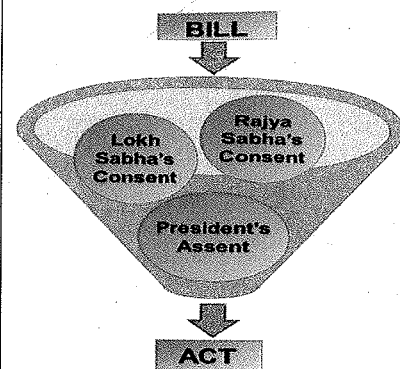 BILL
Lokh
Sabha's
Consent
Rajya
Sabha's
Consent
President's
Assent
ACT